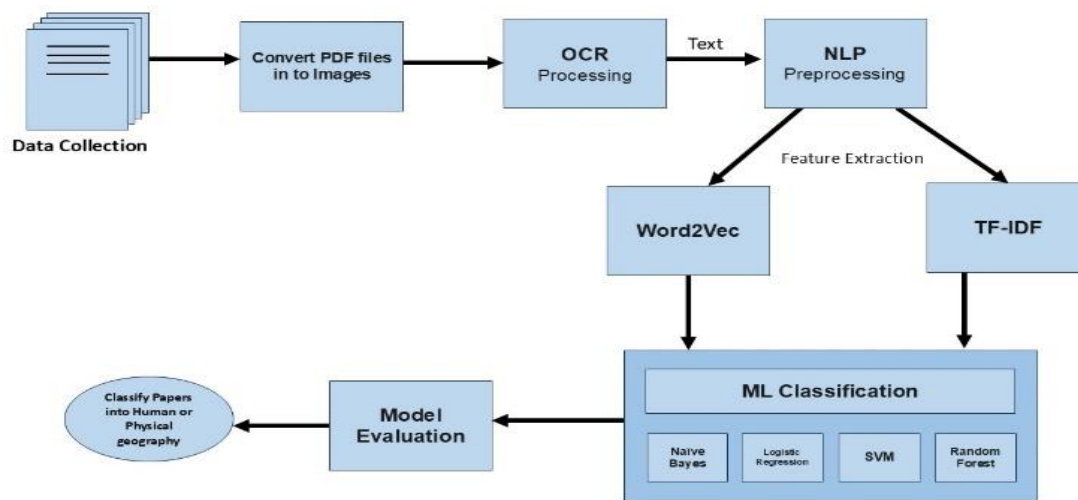 Data Collection
Convert PDF files
in to Images
OCR
Processing
Text
NLP
Preprocessing
Feature Extraction
Word2Vec
TF-IDF
ML Classification
Naïve
Bayes
Logistic
Regression
SVM
Random
Forest
Model
Evaluation
Classify Papers
into Human or
Physical
geography